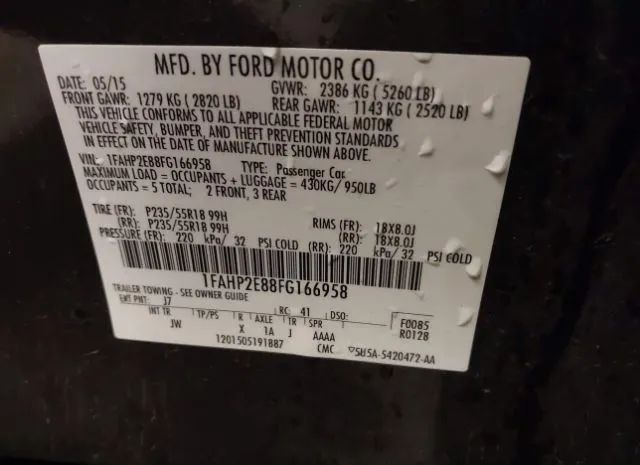 MFD. BY FORD MOTOR CO.
DATE: 05/15 GVWR: 2386 KG ( 5260 LB)
FRONT GAWR: 1279 KG ( 2820 LB) REAR GAWR: 1143 KG ( 2520 LB)
THIS VEHICLE CONFORMS TO ALL APPLICABLE FEDERAL MOTOR
VEHICLE SAFETY, BUMPER, AND THEFT PREVENTION STANDARDS
IN EFFECT ON THE DATE OF MANUFACTURE SHOWN ABOVE.
VIN: 1FAHP2E88FG166958 TYPE: Passenger Car
MAXIMUM LOAD = OCCUPANTS + LUGGAGE = 430KG/ 950LB
OCCUPANTS = 5 TOTAL; 2 FRONT, 3 REAR
TIRE (FR): P235/55R18 99H RIMS (FR): 18X8.0J
(RR): P235/55R18 99H (RR): 18X8.0J
PRESSURE (FR): 220 kPa/ 32 PSI COLD (RR): 220 kPa/ 32 PSI COLD
1FAHP2E88FG166958
TRAILER TOWING - SEE OWNER GUIDE
EXT PNT: J7 RC: 41 DSO:
INT TR TP/PS R AXLE TR SPR F0085
JW X 1A J AAAA R0128
1201505191887 CMC 5U5A-5420472-AA